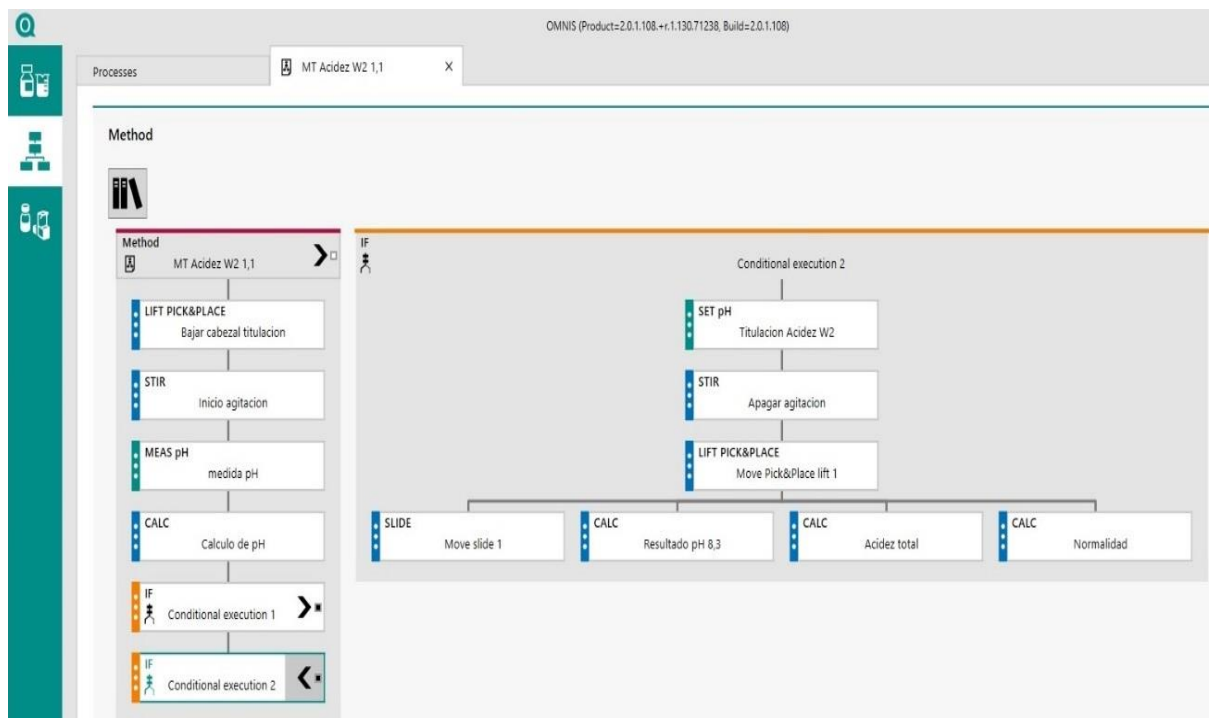 OMNIS (Product=2.0.1.108.+r.1.130.71238, Build=2.0.1.108)
Processes
MT Acidez W2 1,1
X
Method
Method
MT Acidez W2 1,1
LIFT PICK&PLACE
Bajar cabezal titulacion
STIR
Inicio agitacion
MEAS pH
medida pH
CALC
Calculo de pH
IF
Conditional execution 1
IF
Conditional execution 2
IF
Conditional execution 2
SET pH
Titulacion Acidez W2
STIR
Apagar agitacion
LIFT PICK&PLACE
Move Pick&Place lift 1
SLIDE
Move slide 1
CALC
Resultado pH 8,3
CALC
Acidez total
CALC
Normalidad